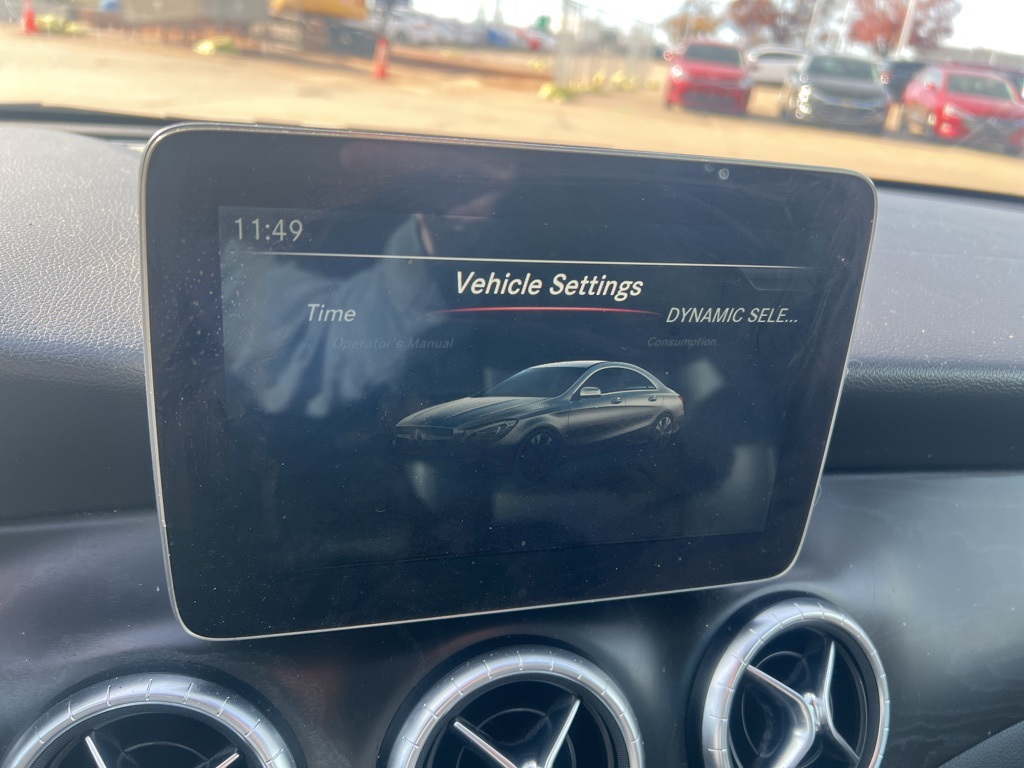 11:49
Vehicle Settings
Time
DYNAMIC SELE...
Operator's Manual
Consumption